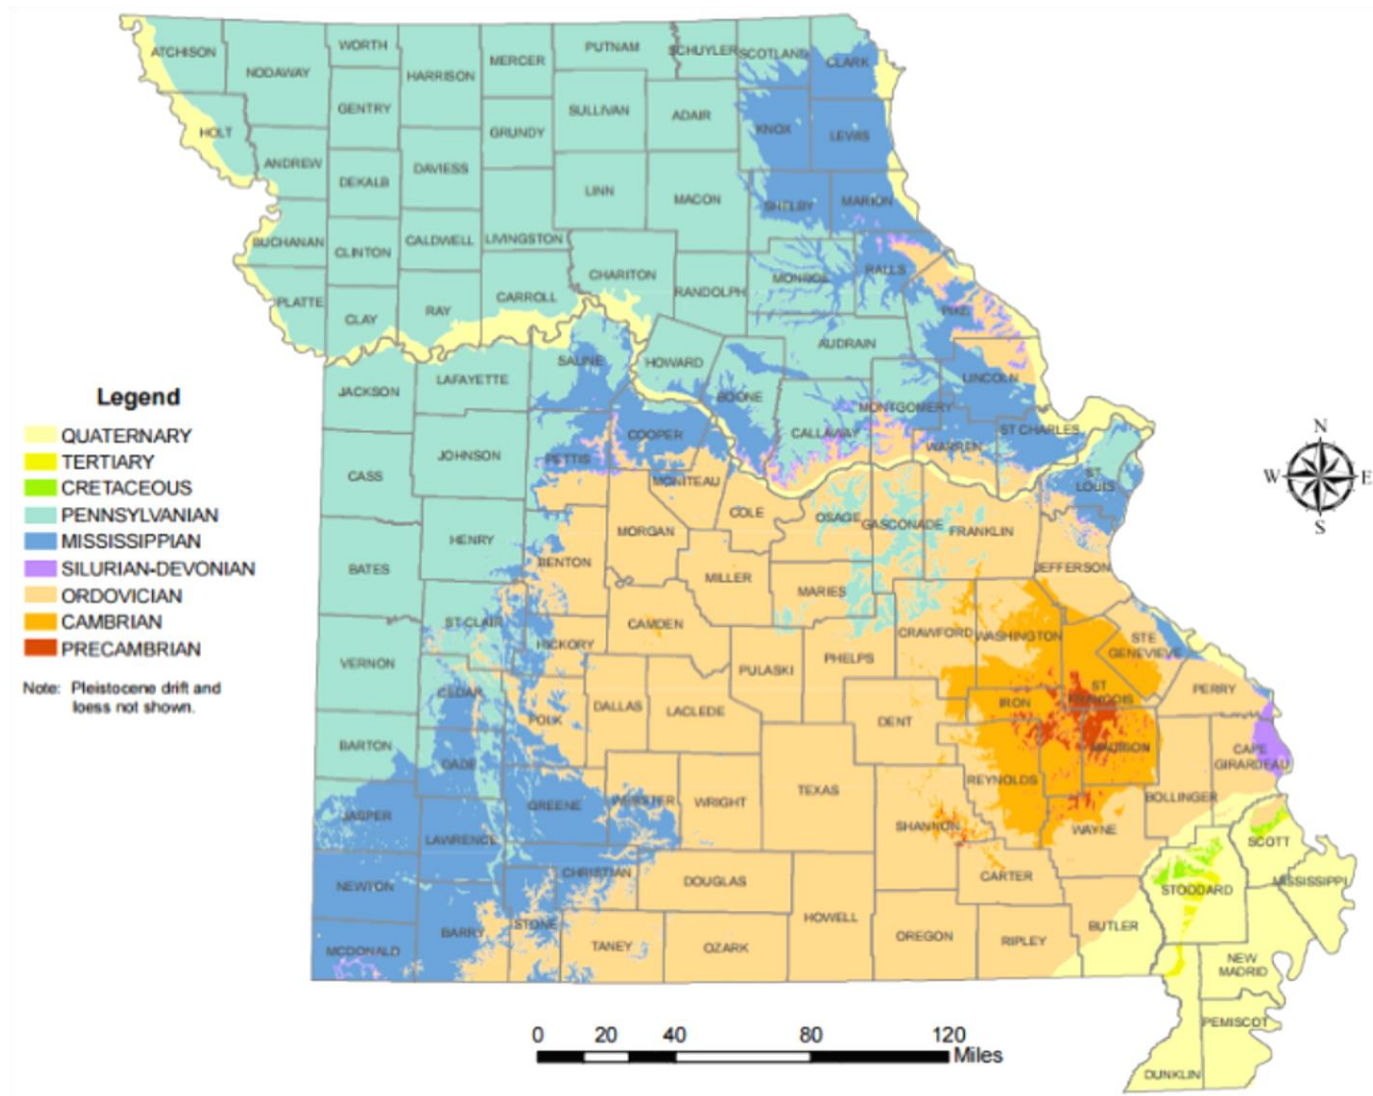 ATCHISON
NODAWAY
WORTH
HARRISON
MERCER
PUTNAM
SCHUYLER
SCOTLAND
CLARK
GENTRY
SULLIVAN
ADAIR
KNOX
LEWIS
HOLT
ANDREW
DEKALB
DAVIESS
GRUNDY
LINN
MACON
SHELBY
MARION
BUCHANAN
CLINTON
CALDWELL
LIVINGSTON
CHARITON
RANDOLPH
MONROE
RALLS
PLATTE
CLAY
RAY
CARROLL
PIKE
AUDRAIN
SALINE
HOWARD
BOONE
LINCOLN
JACKSON
LAFAYETTE
COOPER
CALLAWAY
MONTGOMERY
WARREN
ST CHARLES
CASS
JOHNSON
PETTIS
MONITEAU
ST
LOUIS
COLE
OSAGE
GASCONADE
FRANKLIN
MORGAN
HENRY
BENTON
MILLER
MARIES
JEFFERSON
BATES
ST CLAIR
CAMDEN
CRAWFORD
WASHINGTON
STE
GENEVIEVE
HICKORY
PULASKI
PHELPS
VERNON
CEDAR
POLK
DALLAS
LACLEDE
DENT
IRON
ST
FRANCOIS
PERRY
BARTON
DADE
MADISON
CAPE
GIRARDEAU
GREENE
WEBSTER
WRIGHT
TEXAS
REYNOLDS
BOLLINGER
JASPER
LAWRENCE
SHANNON
WAYNE
SCOTT
NEWTON
CHRISTIAN
DOUGLAS
CARTER
STODDARD
MISSISSIPPI
MCDONALD
BARRY
STONE
TANEY
OZARK
HOWELL
OREGON
RIPLEY
BUTLER
NEW
MADRID
PEMISCOT
DUNKLIN
Legend
QUATERNARY
TERTIARY
CRETACEOUS
PENNSYLVANIAN
MISSISSIPPIAN
SILURIAN-DEVONIAN
ORDOVICIAN
CAMBRIAN
PRECAMBRIAN
Note: Pleistocene drift and
loess not shown.
N
W E
S
0 20 40 80 120
Miles